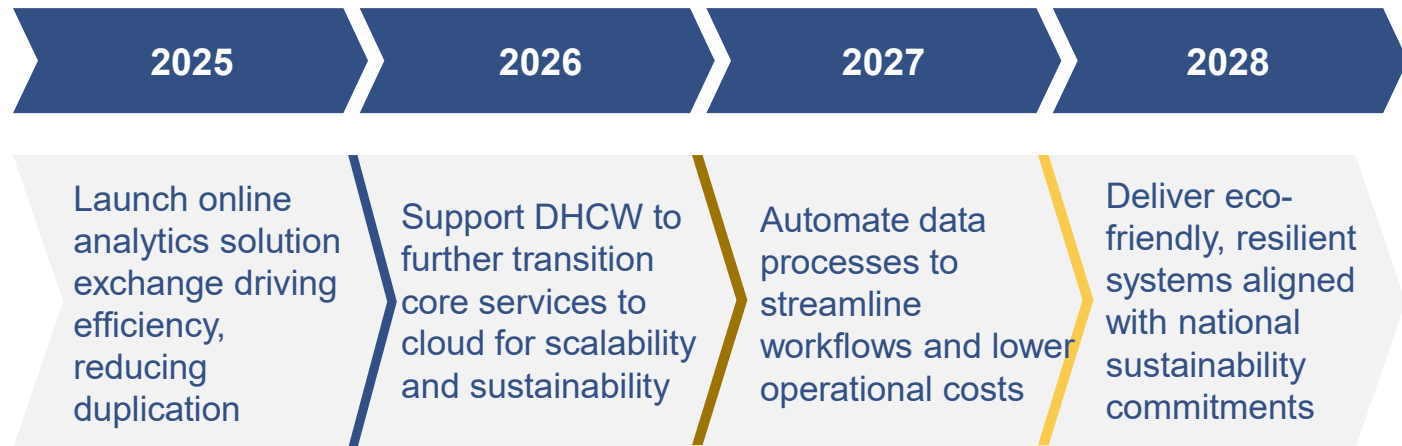 2025
2026
2027
2028
Launch online
analytics solution
exchange driving
efficiency,
reducing
duplication
Support DHCW to
further transition
core services to
cloud for scalability
and sustainability
Automate data
processes to
streamline
workflows and lower
operational costs
Deliver eco-
friendly, resilient
systems aligned
with national
sustainability
commitments